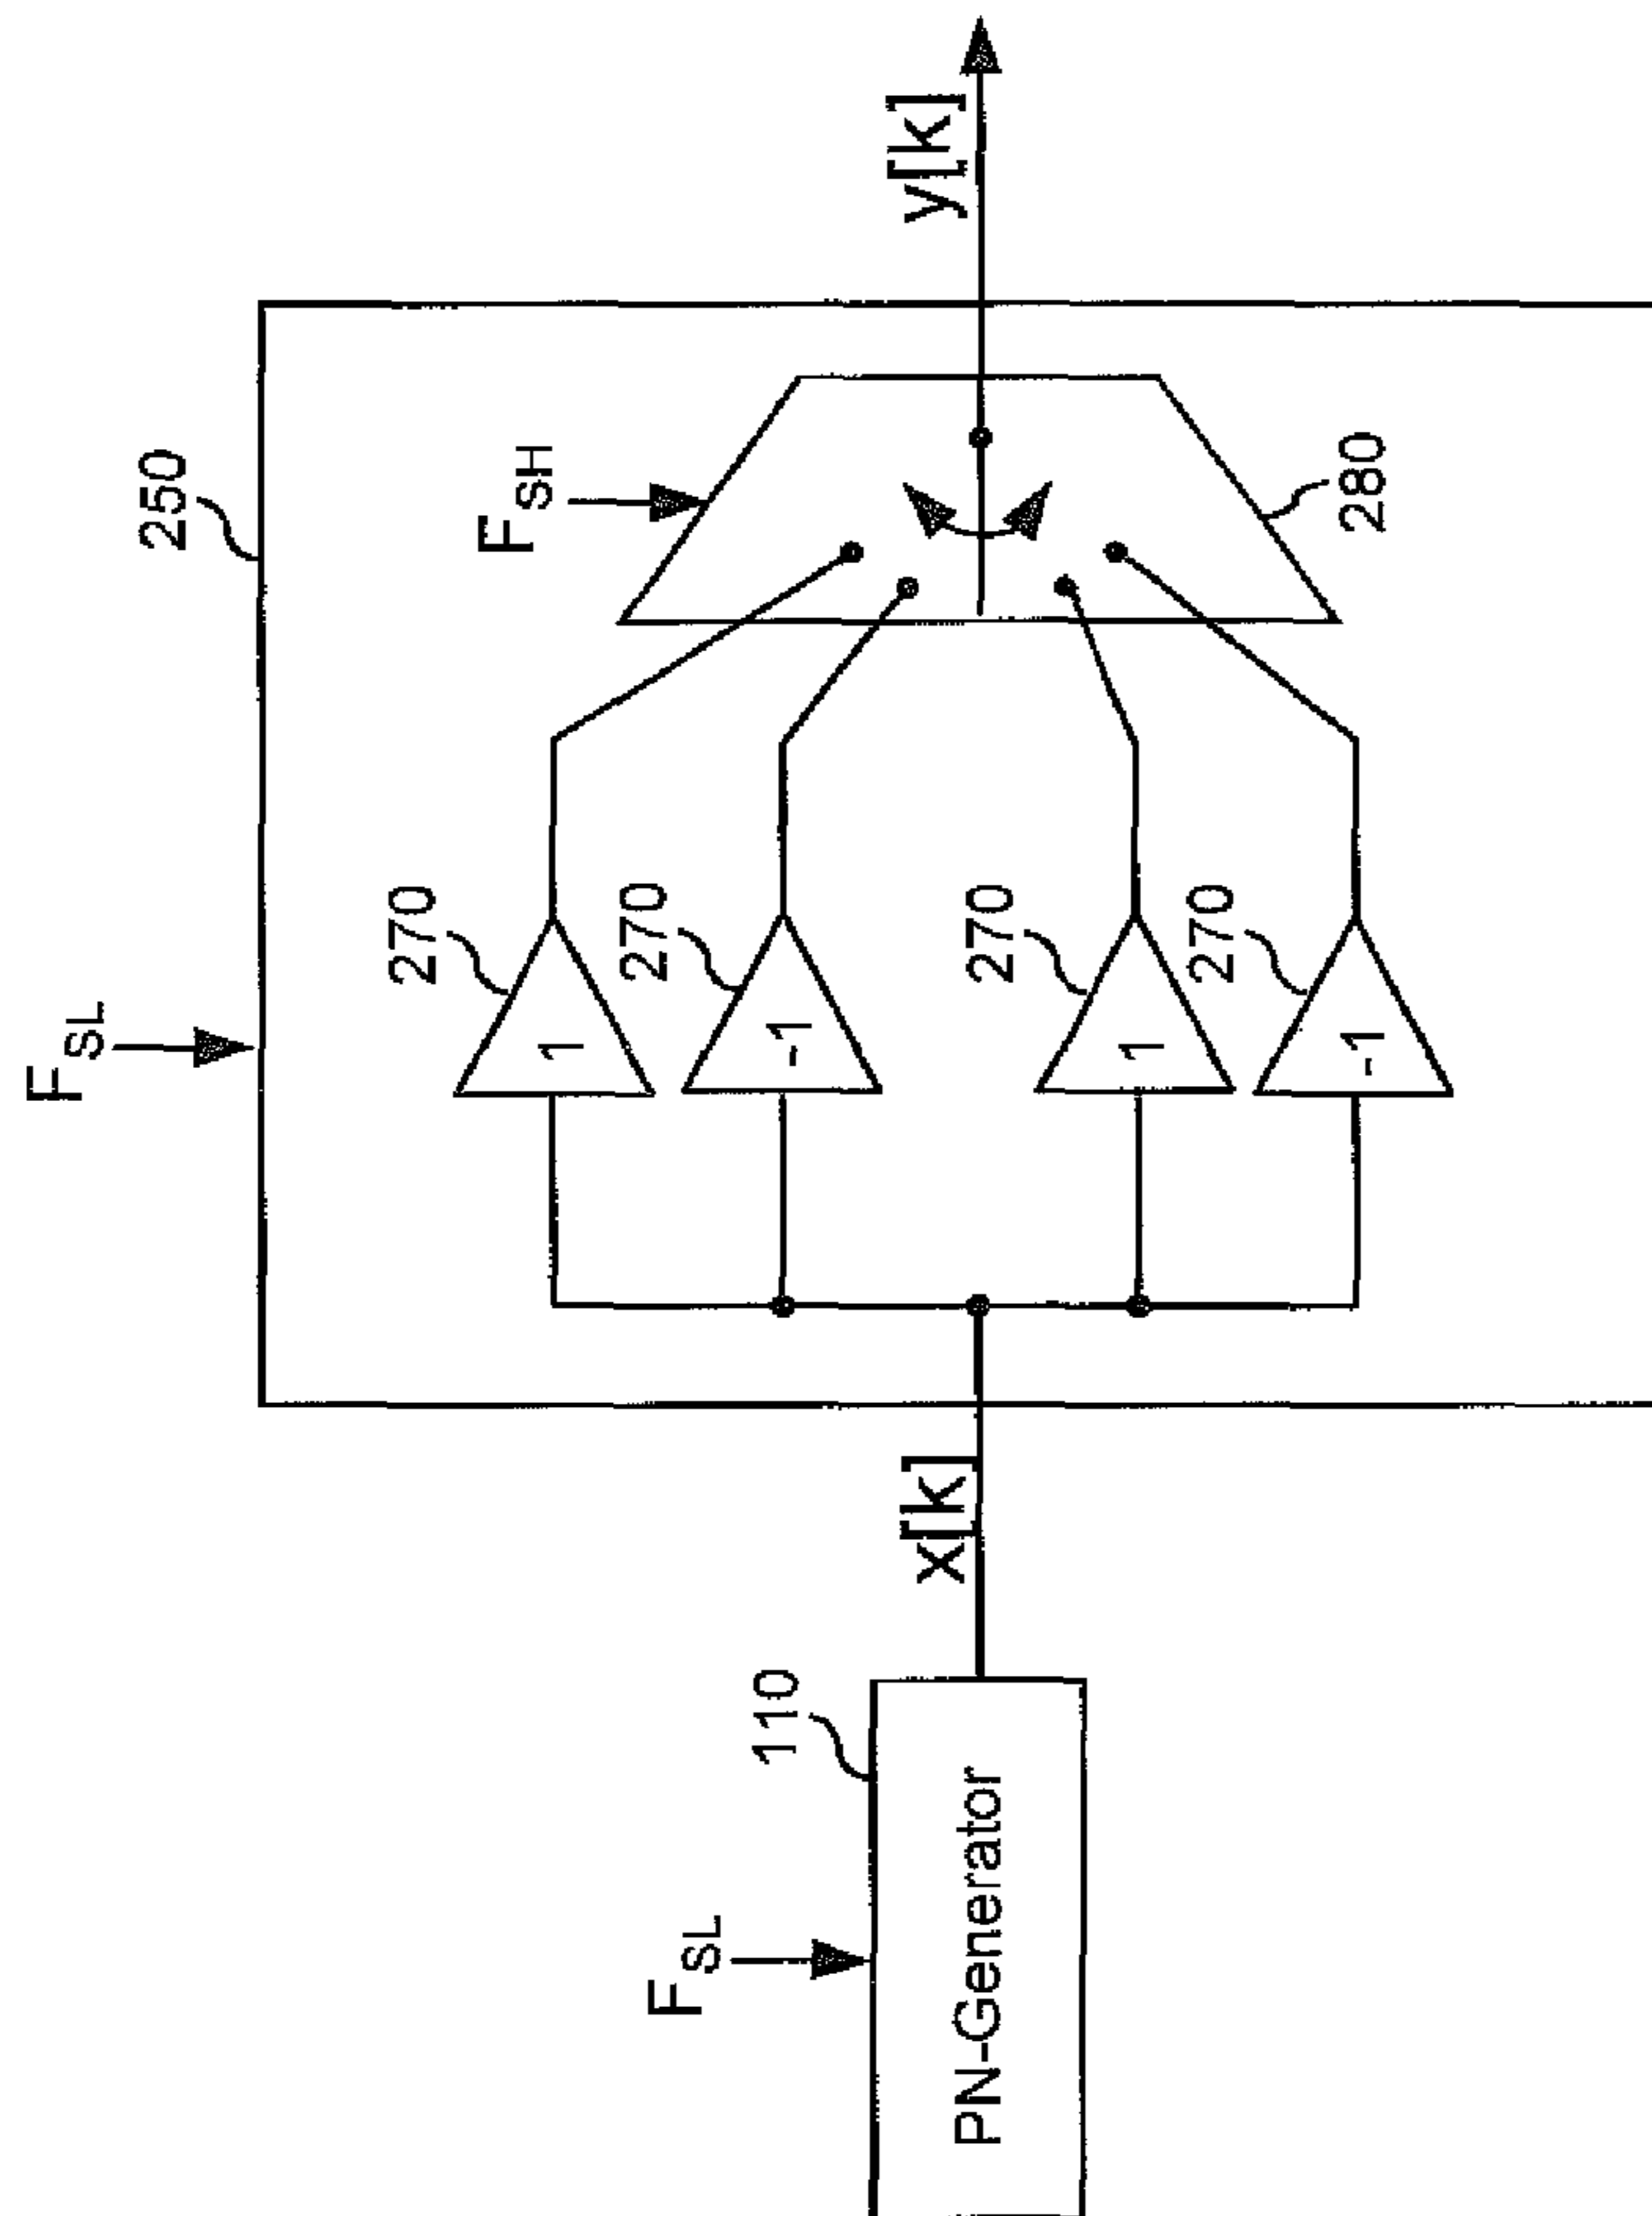 F_SL
250
F_SH
270
1
270
-1
y[k]
x[k]
270
1
270
-1
280
110
F_SL
PN-Generator